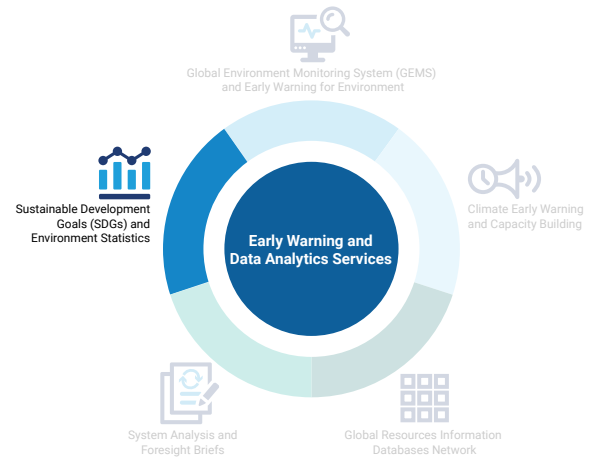 Global Environment Monitoring System (GEMS)
and Early Warning for Environment
Sustainable Development
Goals (SDGs) and
Environment Statistics
Climate Early Warning
and Capacity Building
Early Warning and
Data Analytics Services
System Analysis and
Foresight Briefs
Global Resources Information
Databases Network